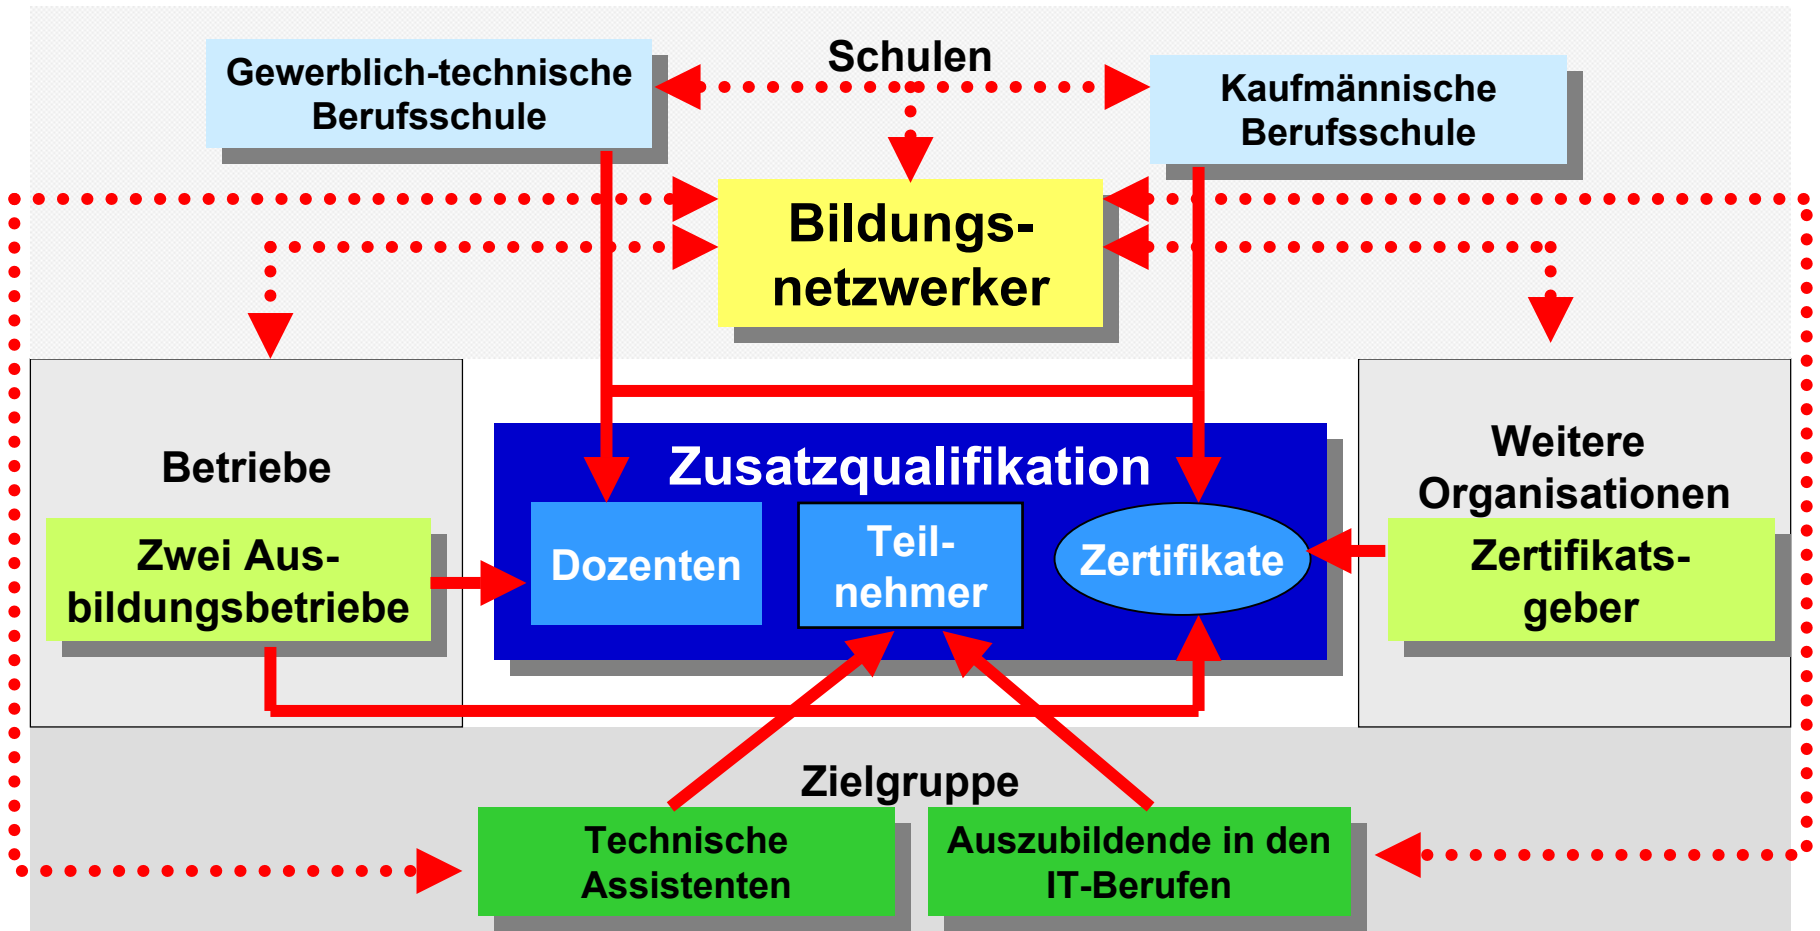 Schulen
Gewerblich-technische
Berufsschule
Kaufmännische
Berufsschule
Bildungs-
netzwerker
Betriebe
Zwei Aus-
bildungsbetriebe
Zusatzqualifikation
Dozenten
Teil-
nehmer
Zertifikate
Weitere
Organisationen
Zertifikats-
geber
Zielgruppe
Technische
Assistenten
Auszubildende in den
IT-Berufen